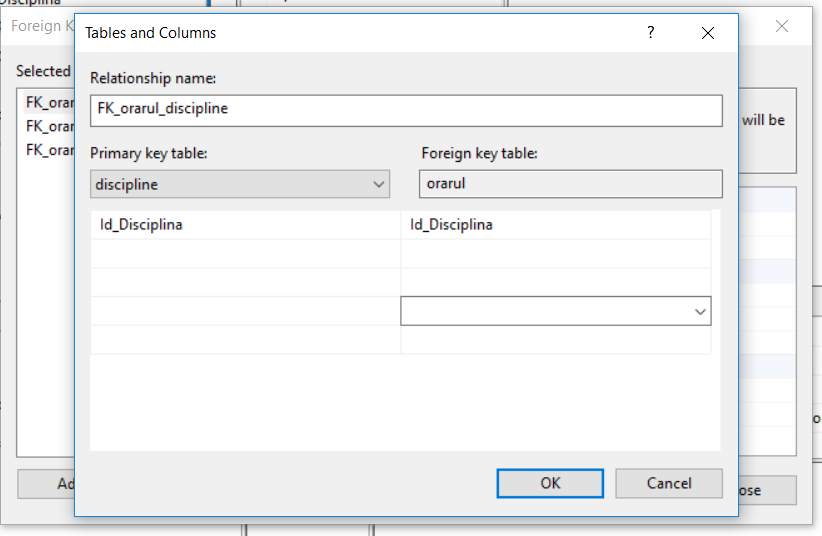 Disciplina
Foreign K
Tables and Columns
?
Selected
Relationship name:
FK_orar
FK_orarul_discipline
FK_orar
will be
FK_orar
Primary key table:
Foreign key table:
discipline
orarul
Id_Disciplina
Id_Disciplina
Ad
OK
Cancel
ose